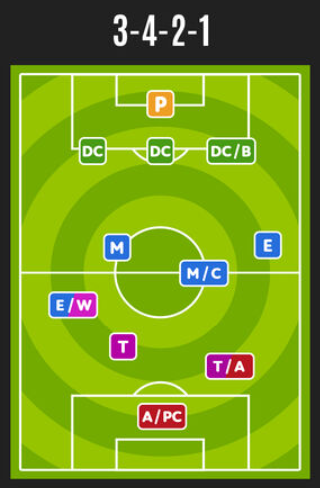 3-4-2-1
P
DC DC DC/B
M E
M/C
E/W
T
T/A
A/PC